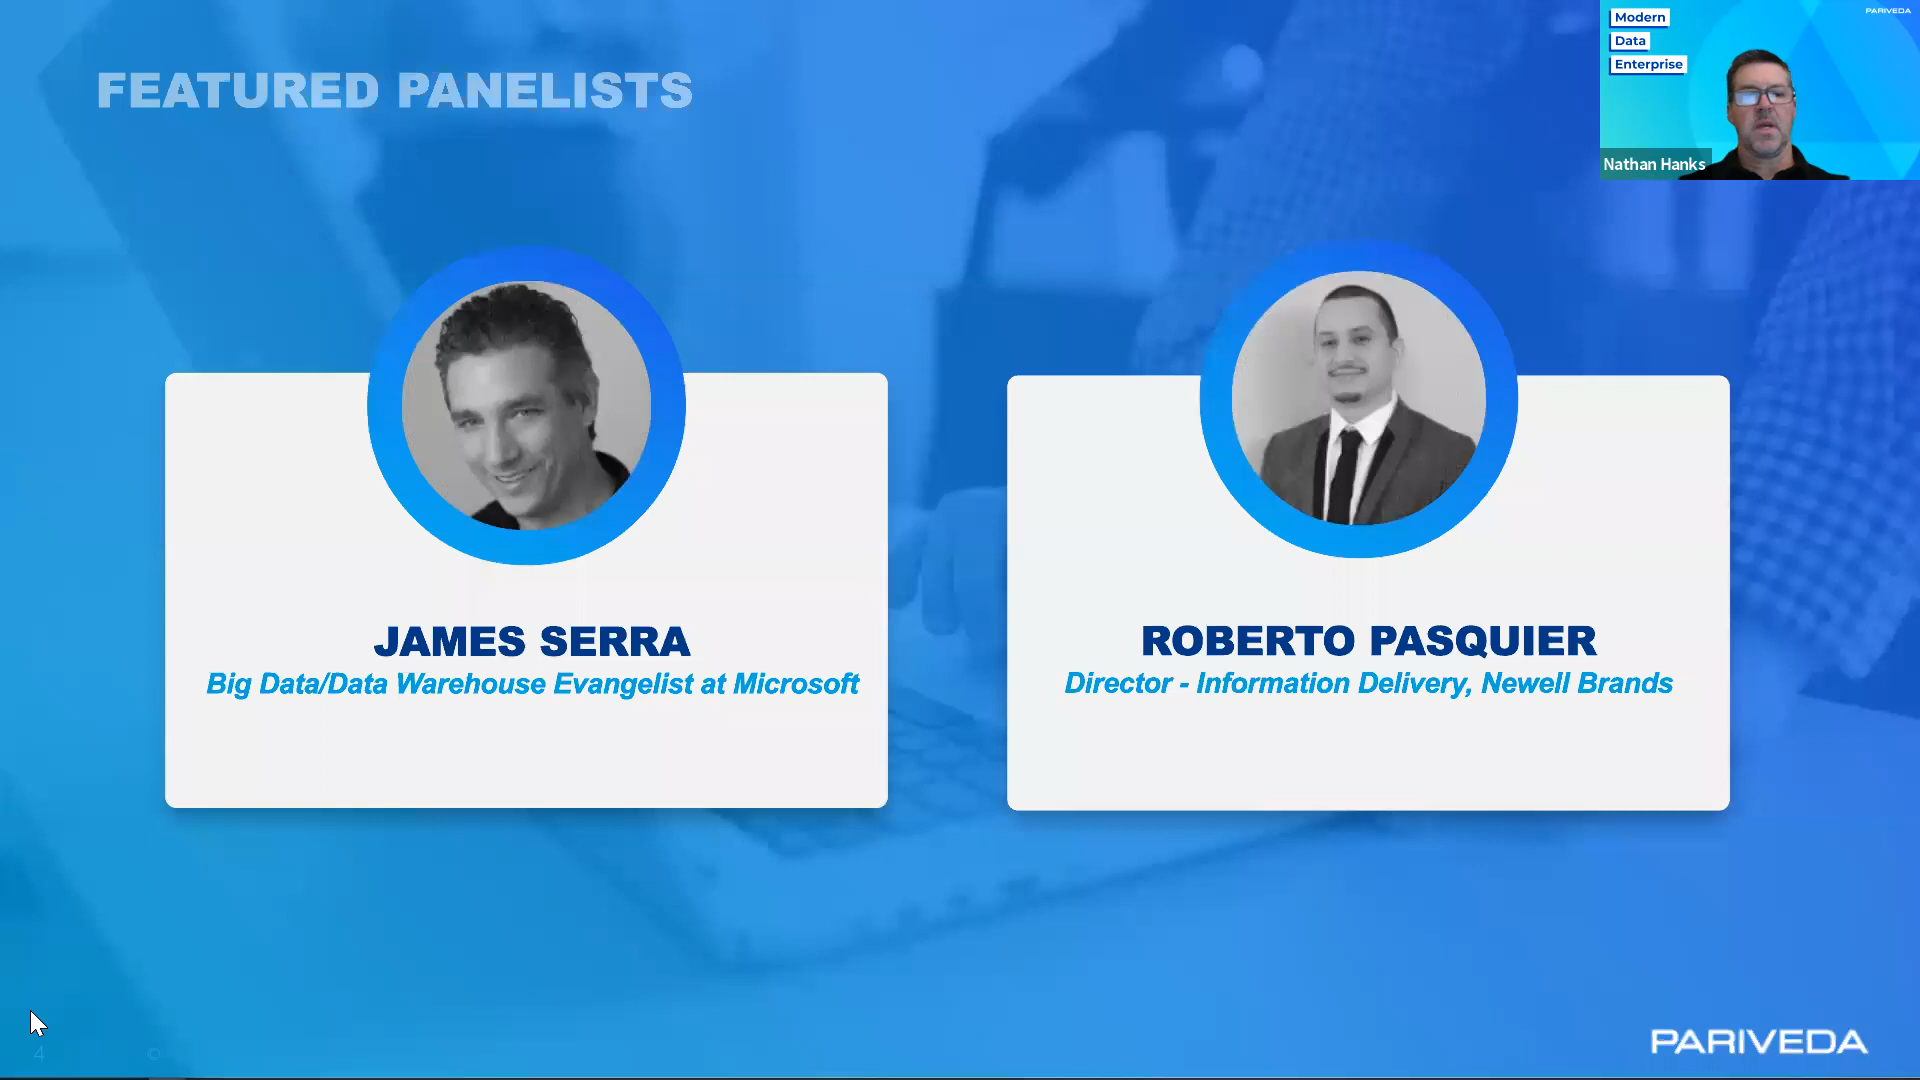 FEATURED PANELISTS
Modern
Data
Enterprise
PARIVEDA
Nathan Hanks
JAMES SERRA
Big Data/Data Warehouse Evangelist at Microsoft
ROBERTO PASQUIER
Director - Information Delivery, Newell Brands
4 ©
PARIVEDA